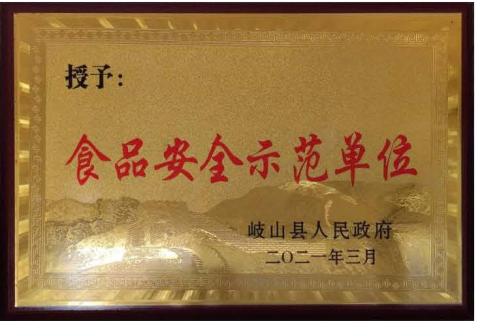 授予：
食品安全示范单位
岐山县人民政府
二〇二一年三月